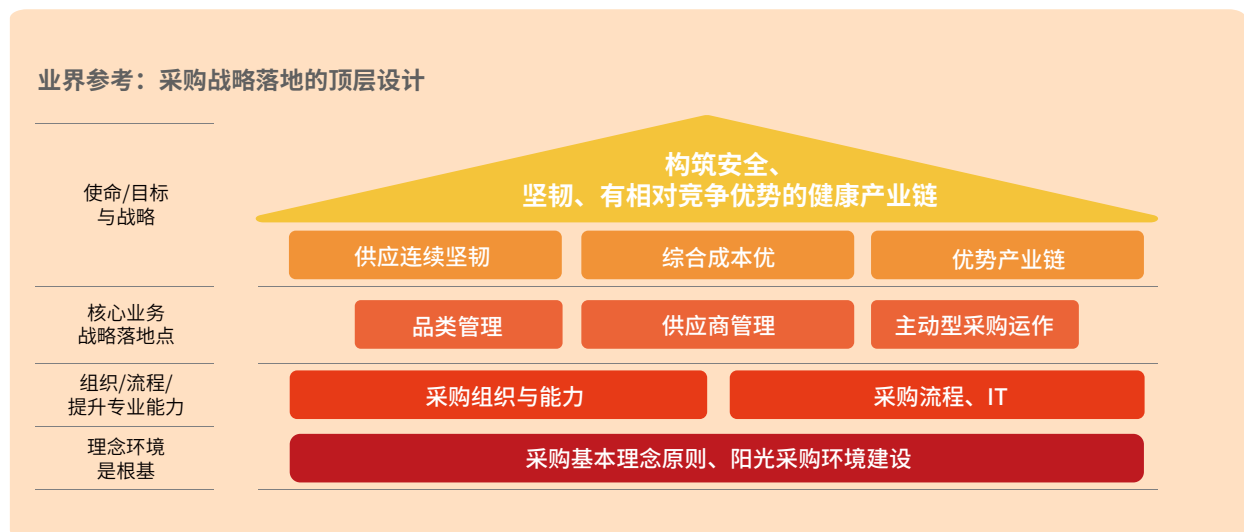 业界参考：采购战略落地的顶层设计
使命/目标
与战略
构筑安全、
坚韧、有相对竞争优势的健康产业链
供应连续坚韧
综合成本优
优势产业链
核心业务
战略落地点
品类管理
供应商管理
主动型采购运作
组织/流程/
提升专业能力
采购组织与能力
采购流程、IT
理念环境
是根基
采购基本理念原则、阳光采购环境建设